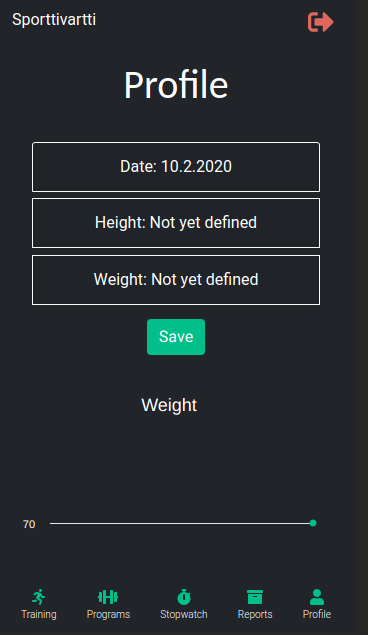 Sporttivartti
Profile
Date: 10.2.2020
Height: Not yet defined
Weight: Not yet defined
Save
Weight
70
Training Programs Stopwatch Reports Profile